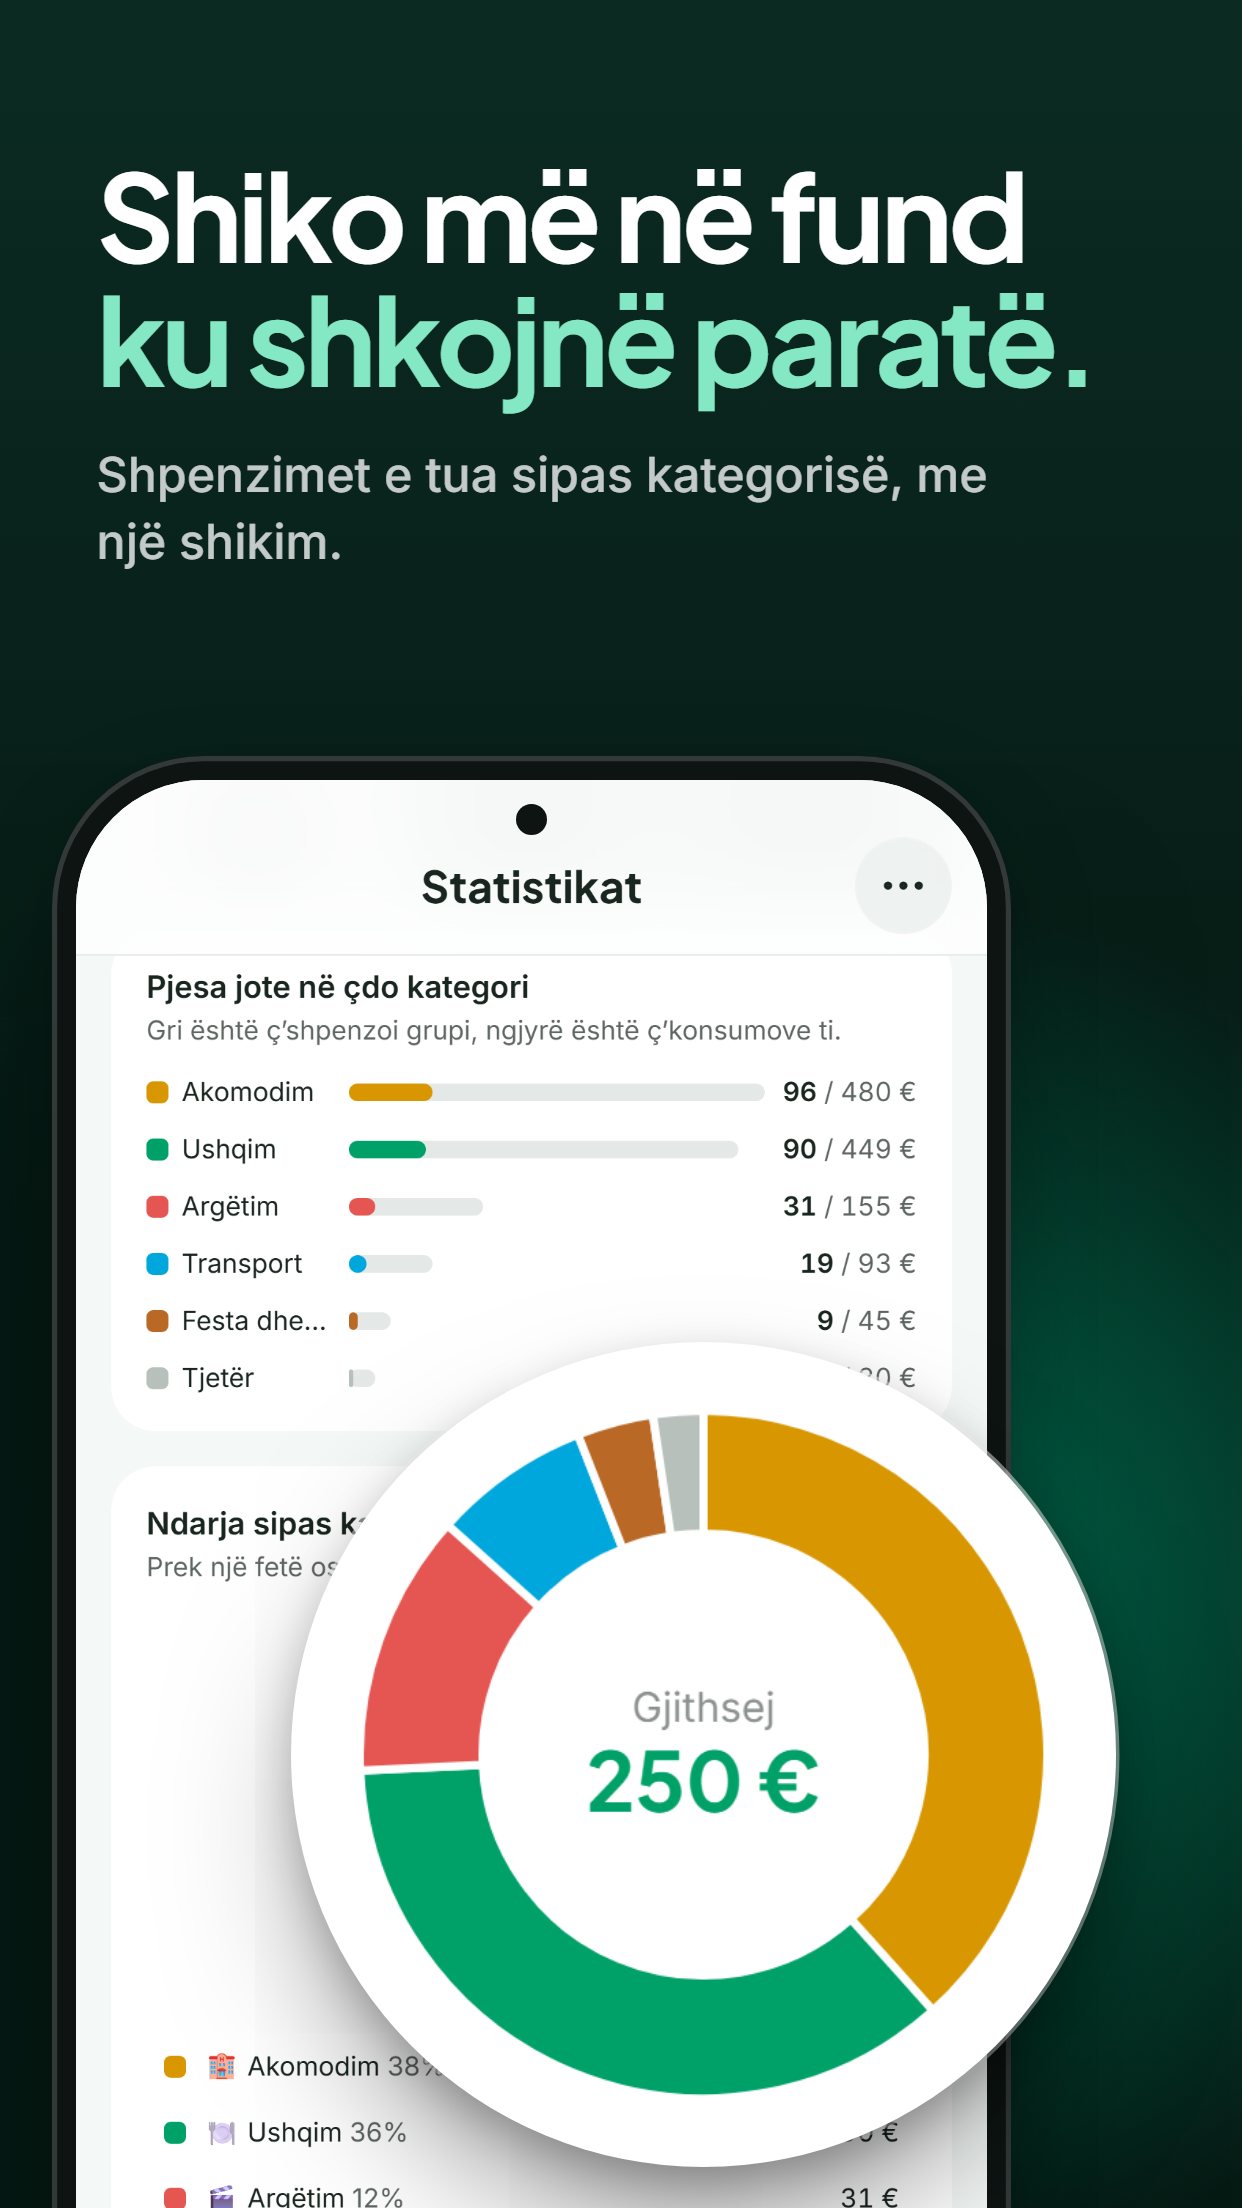 Shiko më në fund
ku shkojnë paratë.
Shpenzimet e tua sipas kategorisë, me
një shikim.
Statistikat
Pjesa jote në çdo kategori
Gri është ç’shpenzoi grupi, ngjyrë është ç’konsumove ti.
Akomodim 96 / 480 €
Ushqim 90 / 449 €
Argëtim 31 / 155 €
Transport 19 / 93 €
Festa dhe... 9 / 45 €
Tjetër €
Ndarja sipas
Prek një fetë
Gjithsej
250 €
Akomodim 38%
Ushqim 36% €
Argëtim 12% 31 €